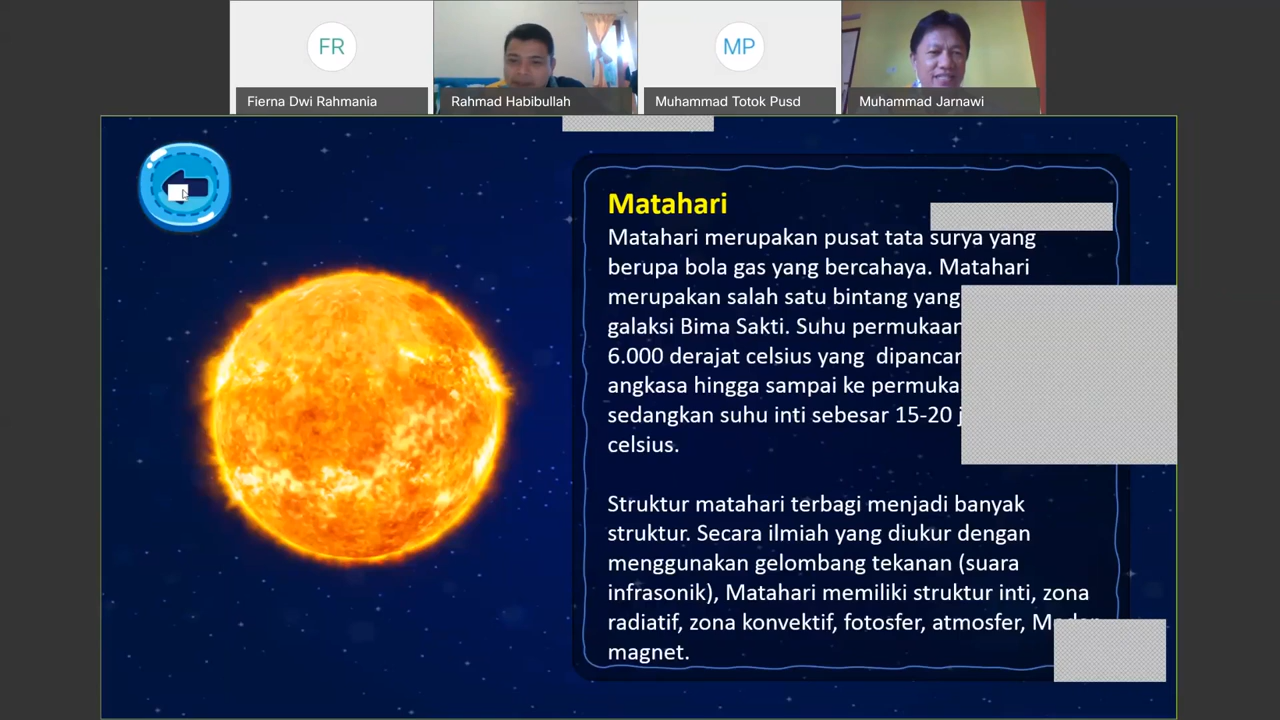 FR
MP
Fierna Dwi Rahmania
Rahmad Habibullah
Muhammad Totok Pusd
Muhammad Jarnawi
Matahari
Matahari merupakan pusat tata surya yang
berupa bola gas yang bercahaya. Matahari
merupakan salah satu bintang yang
galaksi Bima Sakti. Suhu
6.000 derajat celsius yang
angkasa hingga sampai ke
sedangkan suhu inti sebesar 15-20
celsius.
Struktur matahari terbagi menjadi banyak
struktur. Secara ilmiah yang diukur dengan
menggunakan gelombang tekanan (suara
infrasonik), Matahari memiliki struktur inti, zona
radiatif, zona konvektif, fotosfer, atmosfer,
magnet.